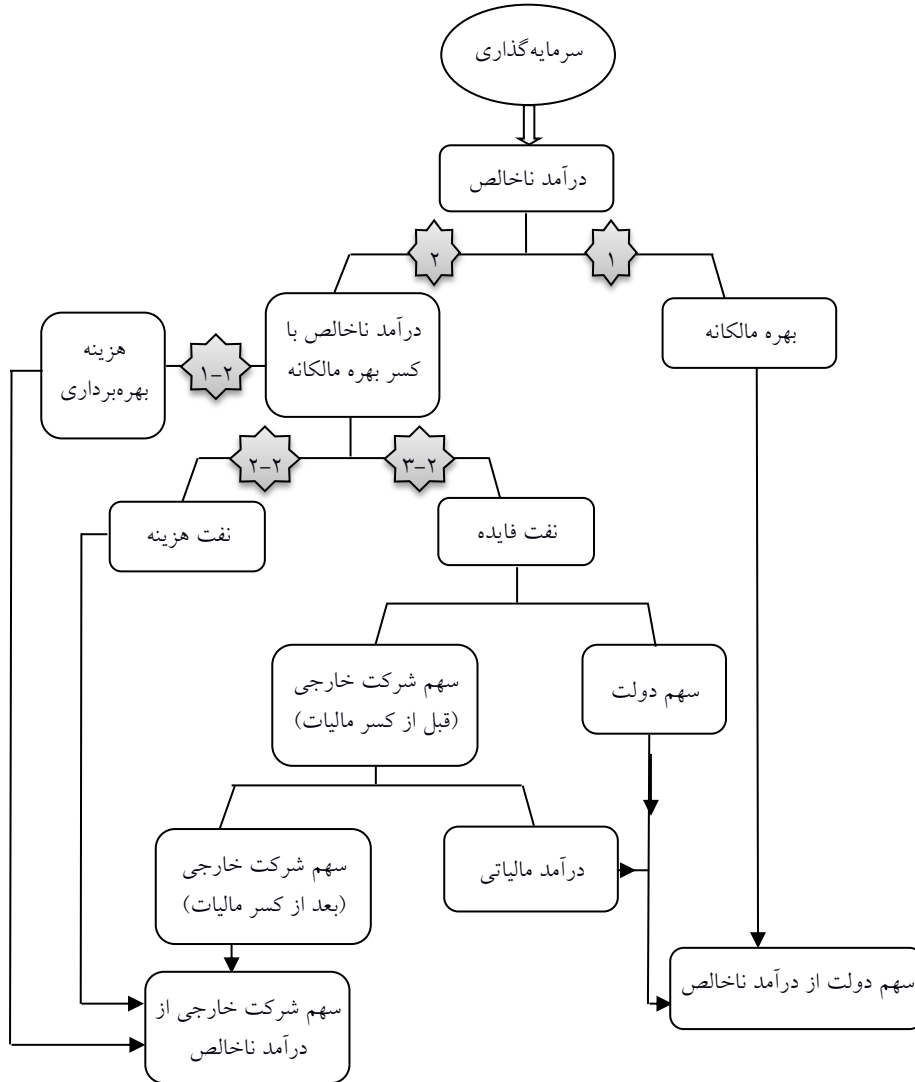 سرمایه‌گذاری
درآمد ناخالص
۱
۲
بهره مالکانه
درآمد ناخالص با
کسر بهره مالکانه
۱-۲
هزینه
بهره‌برداری
۳-۲
۲-۲
نفت فایده
نفت هزینه
سهم دولت
سهم شرکت خارجی
(قبل از کسر مالیات)
درآمد مالیاتی
سهم شرکت خارجی
(بعد از کسر مالیات)
سهم دولت از درآمد ناخالص
سهم شرکت خارجی از
درآمد ناخالص